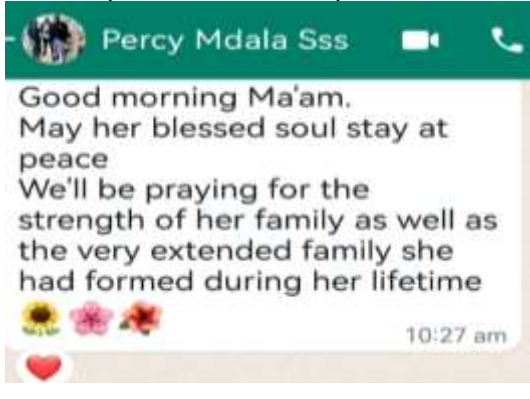 Percy Mdala Sss
Good morning Ma'am.
May her blessed soul stay at
peace
We'll be praying for the
strength of her family as well as
the very extended family she
had formed during her lifetime
🌻🌸🌺
10:27 am
❤️